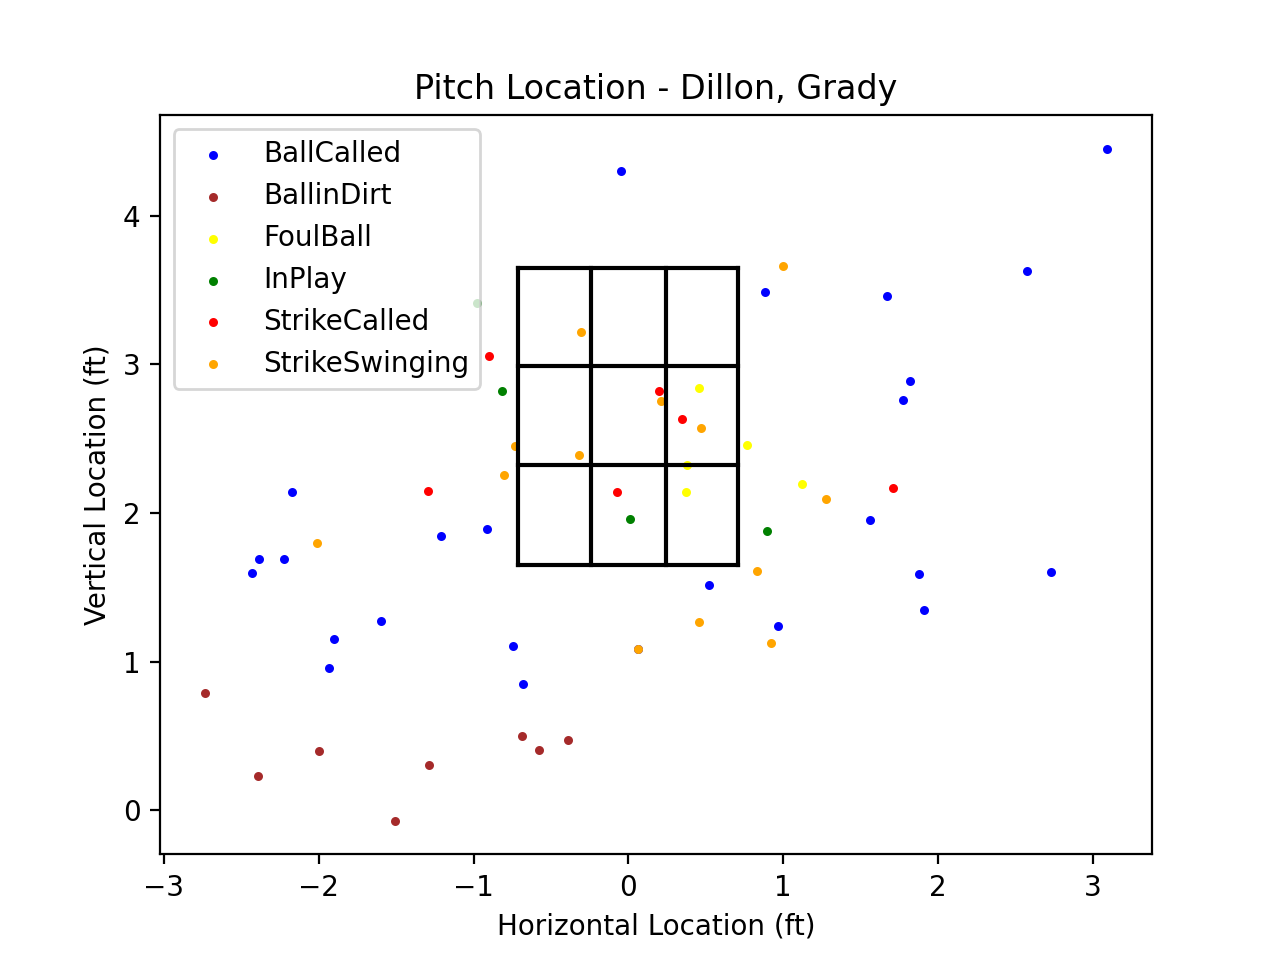 Pitch Location - Dillon, Grady
BallCalled
BallinDirt
FoulBall
InPlay
StrikeCalled
StrikeSwinging
4
3
2
1
0
Vertical Location (ft)
−3 −2 −1 0 1 2 3
Horizontal Location (ft)